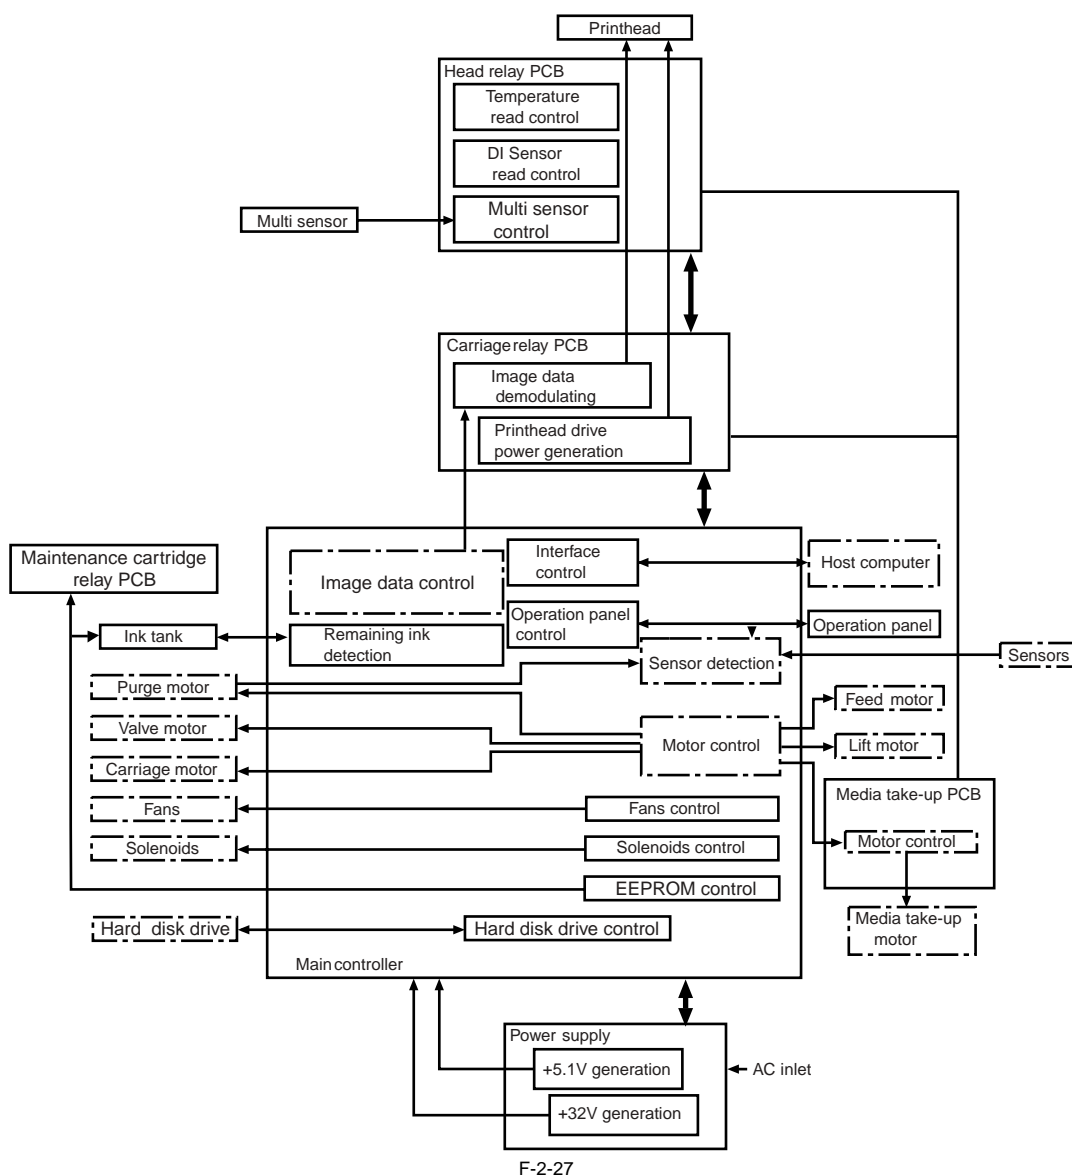 Printhead
Head relay PCB
Temperature
read control
DI Sensor
read control
Multi sensor
Multi sensor
control
Carriage relay PCB
Image data
demodulating
Printhead drive
power generation
Maintenance cartridge
relay PCB
Image data control
Interface
control
Host computer
Ink tank
Remaining ink
detection
Operation panel
control
Operation panel
Sensor detection
Sensors
Purge motor
Feed motor
Valve motor
Motor control
Lift motor
Carriage motor
Media take-up PCB
Fans
Fans control
Motor control
Solenoids
Solenoids control
EEPROM control
Hard disk drive
Hard disk drive control
Media take-up
motor
Main controller
Power supply
+5.1V generation
AC inlet
+32V generation
F-2-27